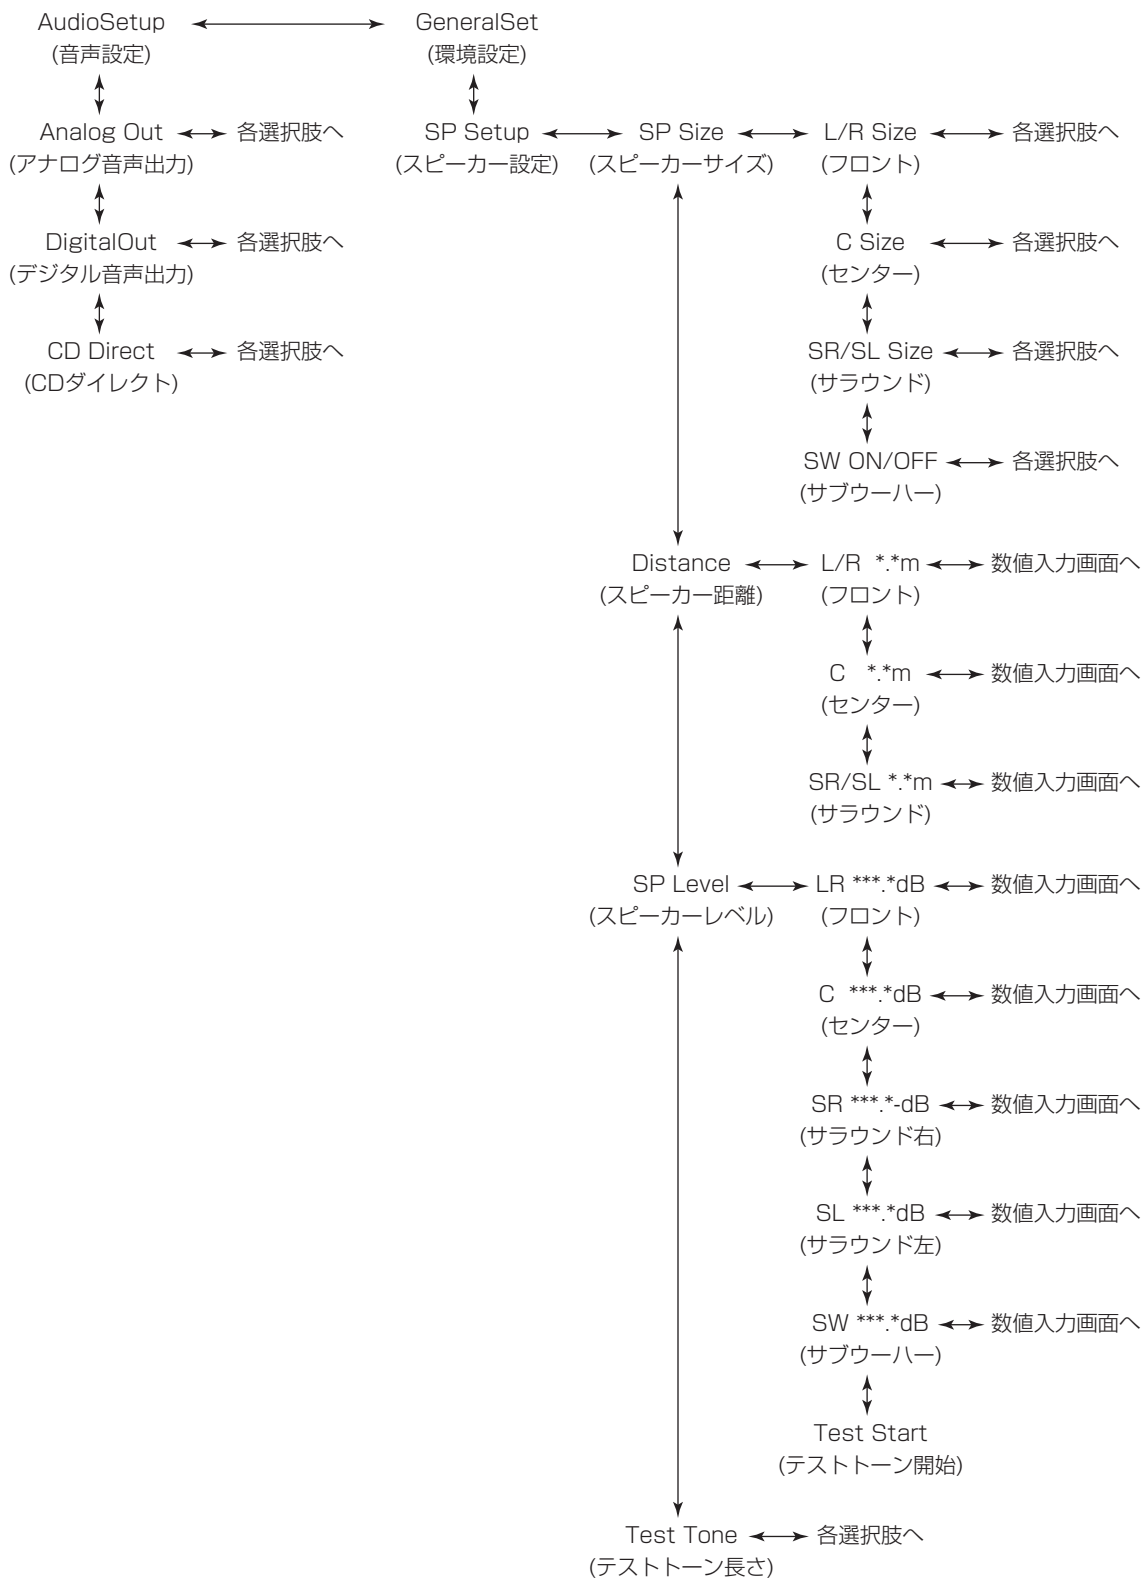 AudioSetup GeneralSet
(音声設定) (環境設定)
Analog Out 各選択肢へ SP Setup SP Size L/R Size 各選択肢へ
(アナログ音声出力) (スピーカー設定) (スピーカーサイズ) (フロント)
DigitalOut 各選択肢へ C Size 各選択肢へ
(デジタル音声出力) (センター)
CD Direct 各選択肢へ SR/SL Size 各選択肢へ
(CDダイレクト) (サラウンド)
SW ON/OFF 各選択肢へ
(サブウーハー)
Distance L/R *.*m 数値入力画面へ
(スピーカー距離) (フロント)
C *.*m 数値入力画面へ
(センター)
SR/SL *.*m 数値入力画面へ
(サラウンド)
SP Level LR ***.*dB 数値入力画面へ
(スピーカーレベル) (フロント)
C ***.*dB 数値入力画面へ
(センター)
SR ***.*-dB 数値入力画面へ
(サラウンド右)
SL ***.*dB 数値入力画面へ
(サラウンド左)
SW ***.*dB 数値入力画面へ
(サブウーハー)
Test Start
(テストトーン開始)
Test Tone 各選択肢へ
(テストトーン長さ)